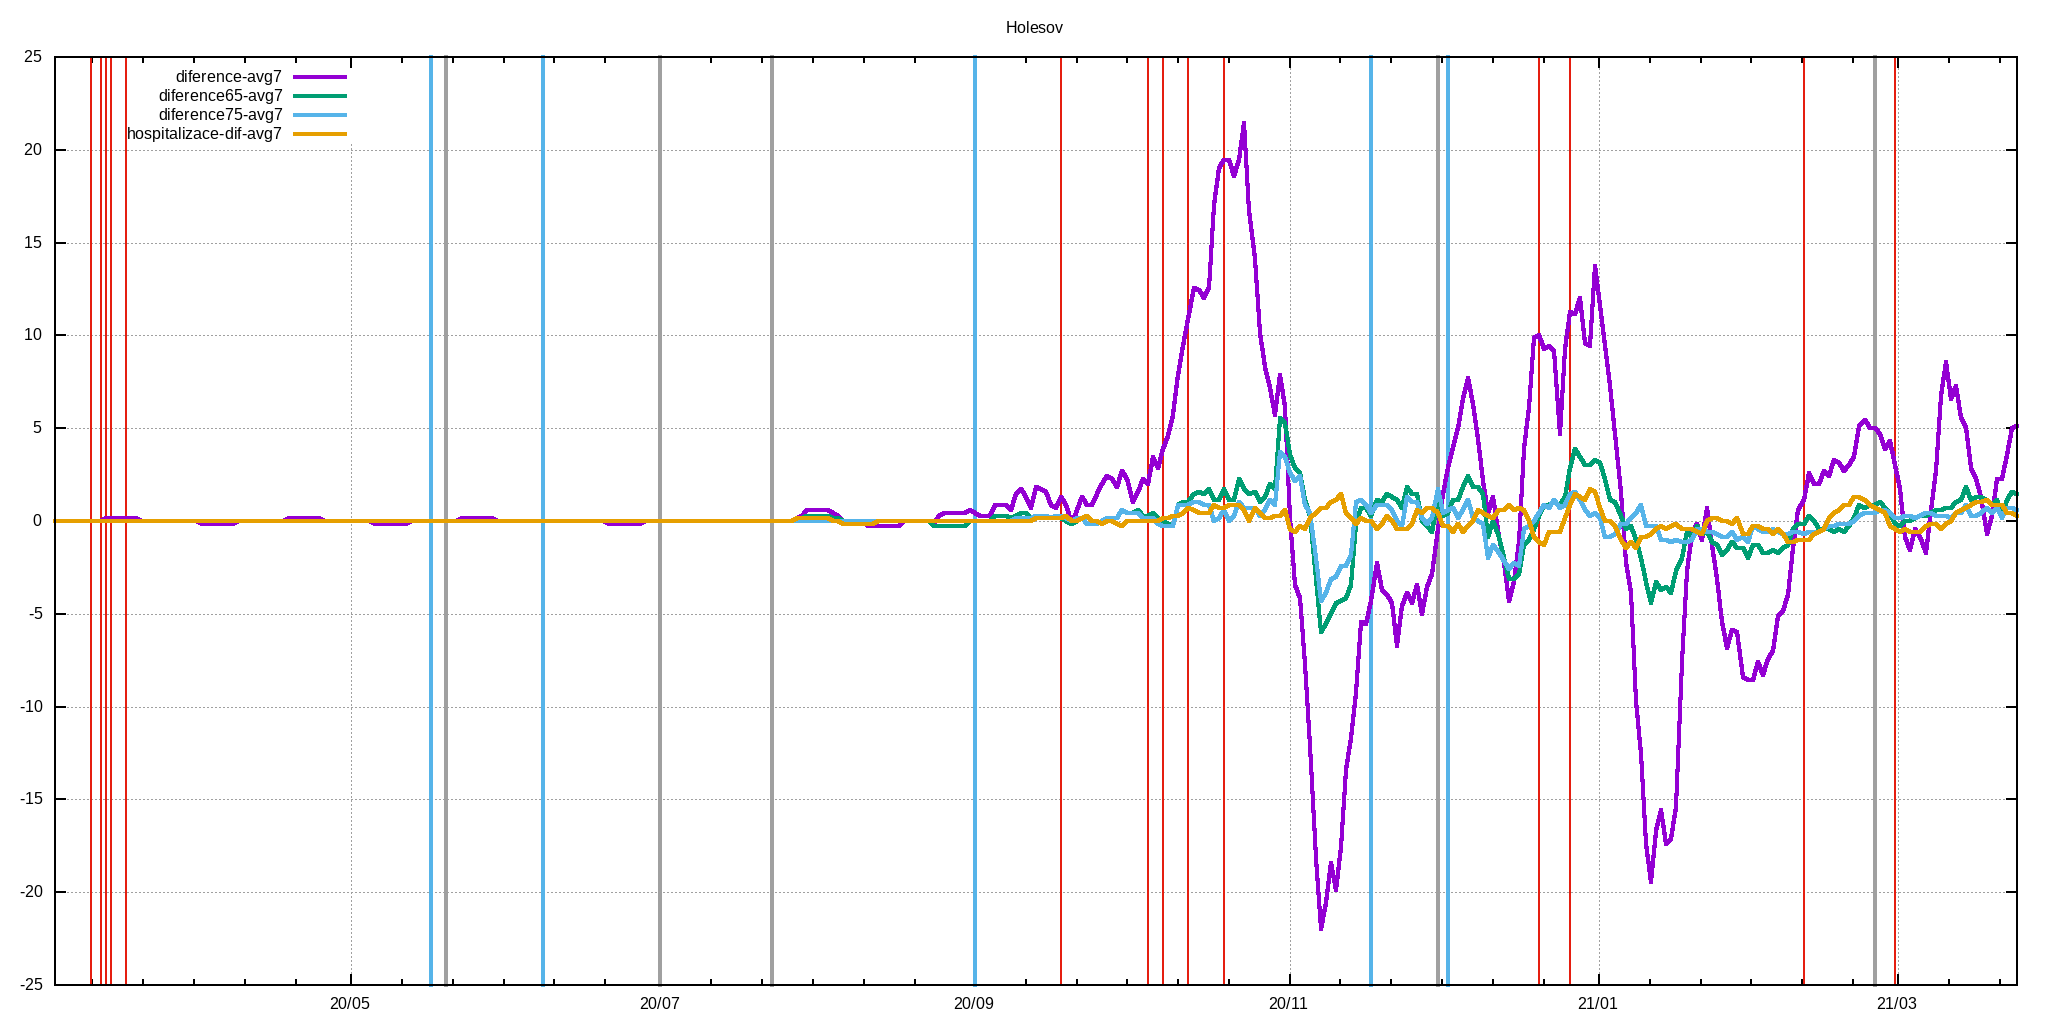 Holesov
25
diference-avg7
diference65-avg7
diference75-avg7
hospitalizace-dif-avg7
20
15
10
5
0
-5
-10
-15
-20
-25
20/05 20/07 20/09 20/11 21/01 21/03